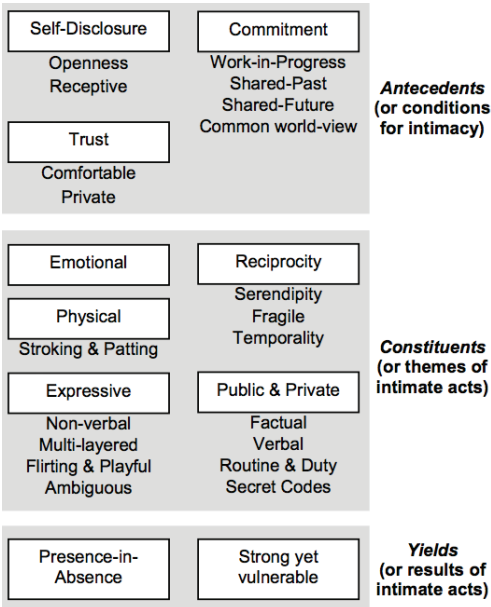 Self-Disclosure
Openness
Receptive
Trust
Comfortable
Private
Commitment
Work-in-Progress
Shared-Past
Shared-Future
Common world-view
Antecedents
(or conditions
for intimacy)
Emotional
Physical
Stroking & Patting
Expressive
Non-verbal
Multi-layered
Flirting & Playful
Ambiguous
Reciprocity
Serendipity
Fragile
Temporality
Public & Private
Factual
Verbal
Routine & Duty
Secret Codes
Constituents
(or themes of
intimate acts)
Presence-in-
Absence
Strong yet
vulnerable
Yields
(or results of
intimate acts)